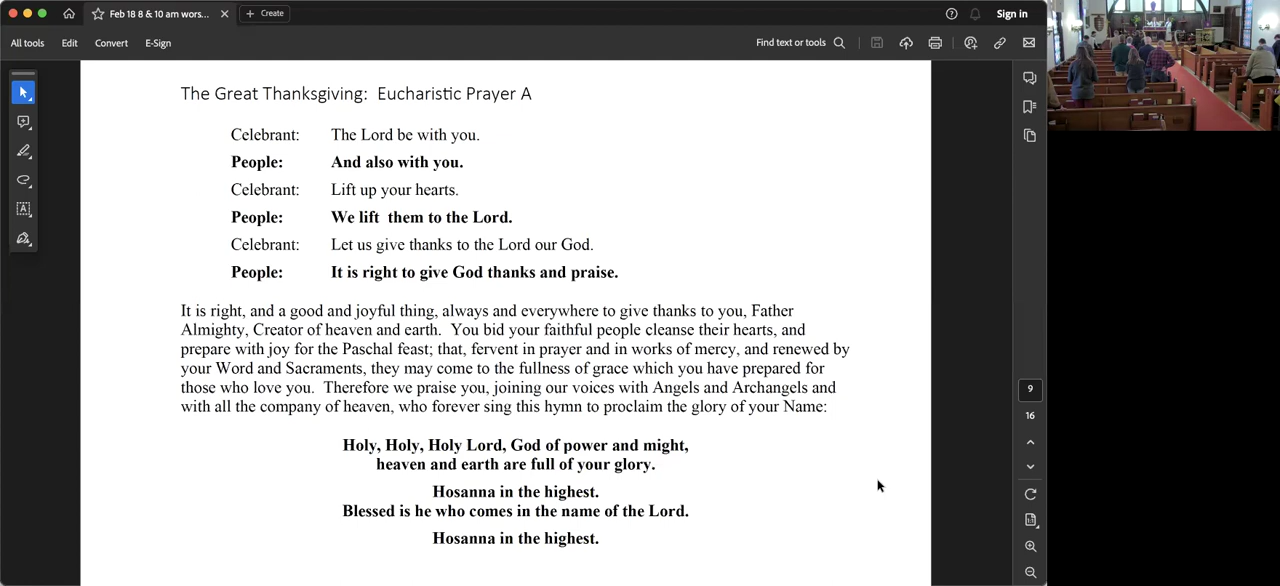 Feb 18 8 & 10 am wors...
Create
Sign in
All tools
Edit
Convert
E-Sign
Find text or tools
The Great Thanksgiving: Eucharistic Prayer A
Celebrant: The Lord be with you.
People: And also with you.
Celebrant: Lift up your hearts.
People: We lift them to the Lord.
Celebrant: Let us give thanks to the Lord our God.
People: It is right to give God thanks and praise.
It is right, and a good and joyful thing, always and everywhere to give thanks to you, Father
Almighty, Creator of heaven and earth. You bid your faithful people cleanse their hearts, and
prepare with joy for the Paschal feast; that, fervent in prayer and in works of mercy, and renewed by
your Word and Sacraments, they may come to the fullness of grace which you have prepared for
those who love you. Therefore we praise you, joining our voices with Angels and Archangels and
with all the company of heaven, who forever sing this hymn to proclaim the glory of your Name:
Holy, Holy, Holy Lord, God of power and might,
heaven and earth are full of your glory.
Hosanna in the highest.
Blessed is he who comes in the name of the Lord.
Hosanna in the highest.
9
16